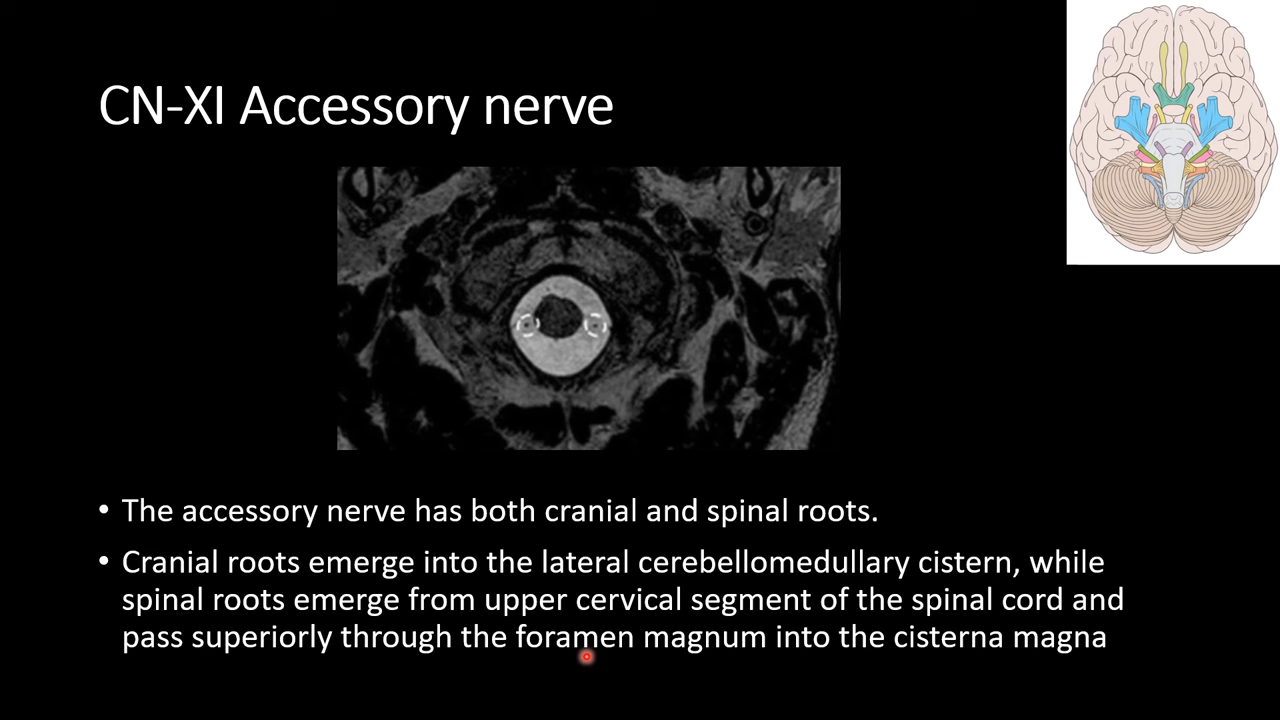 CN-XI Accessory nerve
• The accessory nerve has both cranial and spinal roots.
• Cranial roots emerge into the lateral cerebellomedullary cistern, while
spinal roots emerge from upper cervical segment of the spinal cord and
pass superiorly through the foramen magnum into the cisterna magna